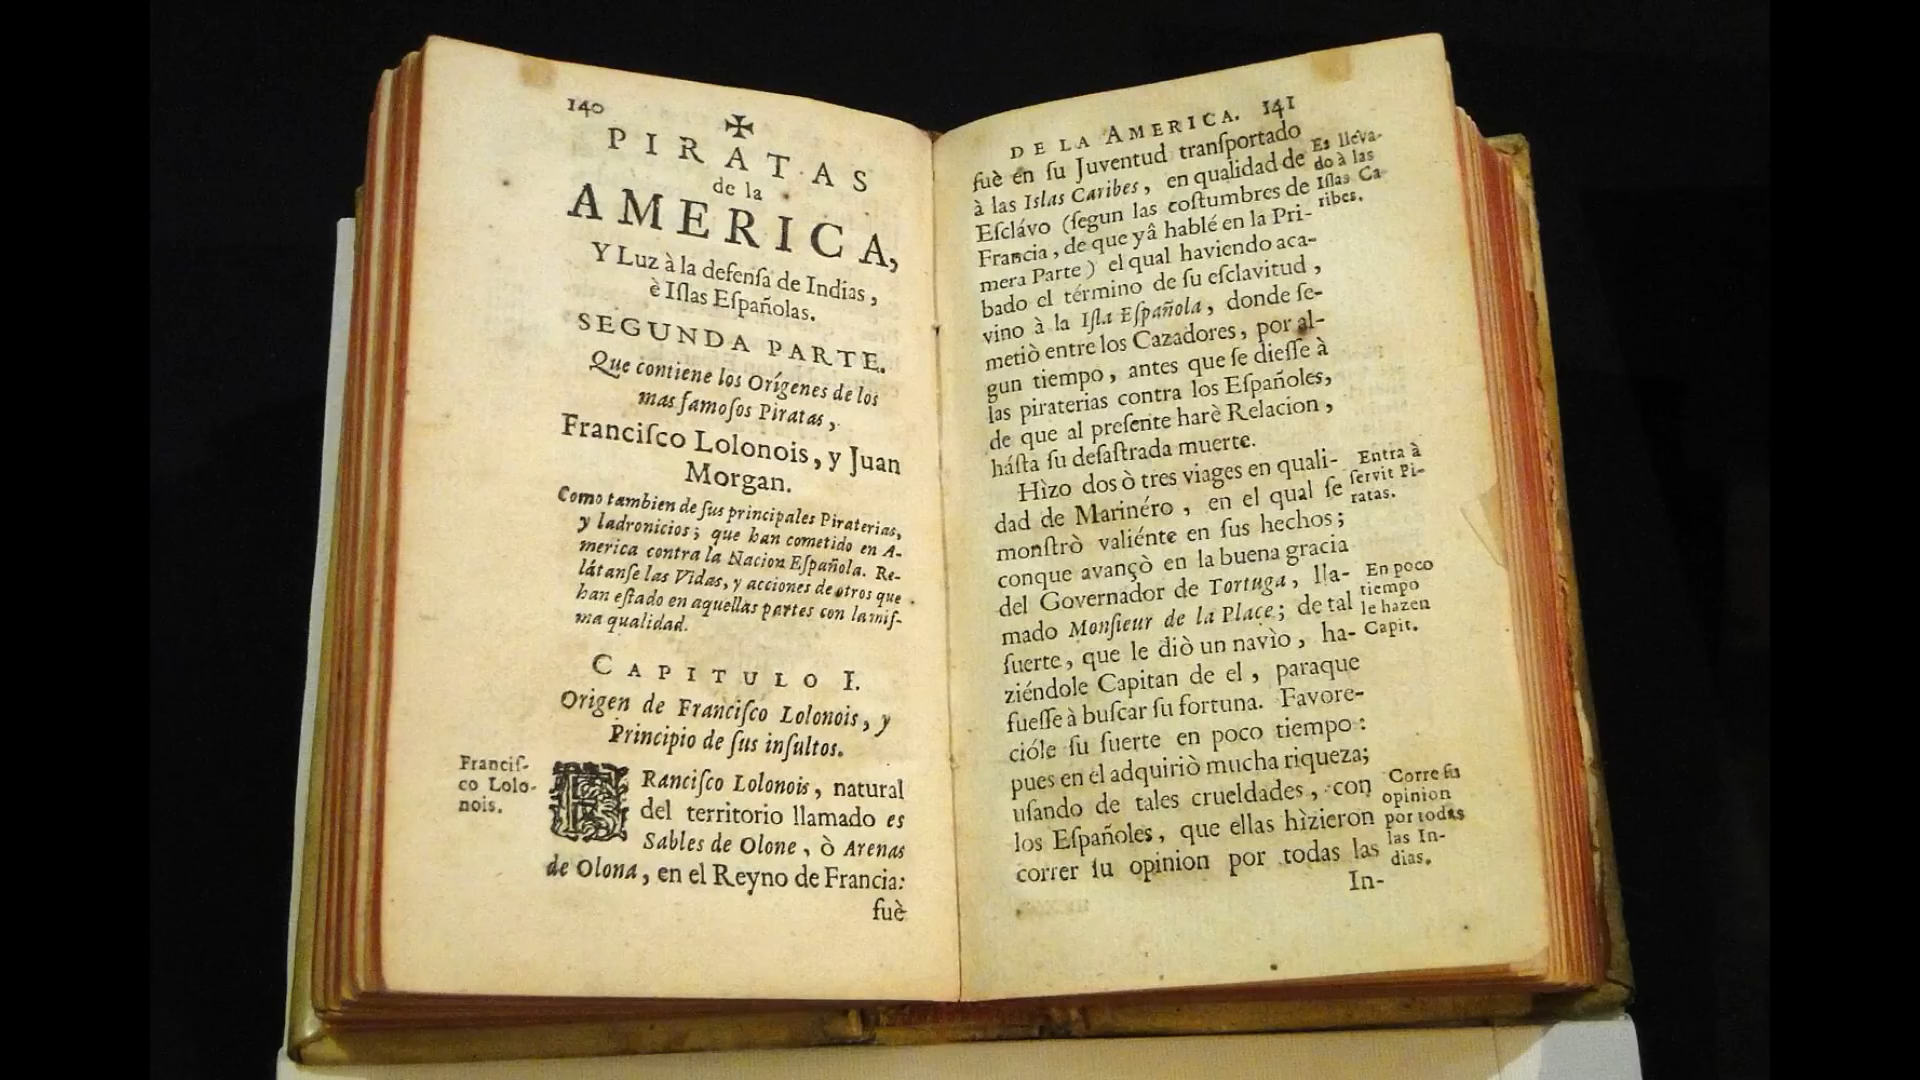 140
✠
PIRATAS
de la
AMERICA,
Y Luz à la defenſa de Indias,
è Iſlas Eſpañolas.
SEGUNDA PARTE.
Que contiene los Orígenes de los
mas famoſos Piratas,
Franciſco Lolonois, y Juan
Morgan.
Como tambien de ſus principales Piraterias,
y ladronicios; que han cometido en A-
merica contra la Nacion Eſpañola. Re-
látanſe las Vidas, y acciones de otros que
han eſtado en aquellas partes con la miſ-
ma qualidad.
CAPITULO I.
Origen de Franciſco Lolonois, y
Principio de ſus inſultos.
Franciſ-
co Lolo-
nois.
FRanciſco Lolonois, natural
del territorio llamado es
Sables de Olone, ò Arenas
de Olona, en el Reyno de Francia:
fuè
DE LA AMERICA. 141
fuè en ſu Juventud tranſportado
à las Islas Caribes, en qualidad de
Eſclávo (ſegun las coſtumbres de
Francia, de que yâ hablé en la Pri-
mera Parte) el qual haviendo aca-
bado el término de ſu eſclavitud,
vino à la Iſla Eſpañola, donde ſe-
metiò entre los Cazadores, por al-
gun tiempo, antes que ſe dieſſe à
las piraterias contra los Eſpañoles,
de que al preſente harè Relacion,
háſta ſu deſaſtrada muerte.
Es lleva-
do à las
Iſlas Ca-
ribes.
Hìzo dos ò tres viages en quali-
dad de Marinéro, en el qual ſe
monſtrò valiénte en ſus hechos;
conque avançò en la buena gracia
del Governador de Tortuga, lla-
mado Monſieur de la Place; de tal
ſuerte, que le diò un navìo, ha-
ziéndole Capitan de el, paraque
fueſſe à buſcar ſu fortuna. Favore-
cióle ſu ſuerte en poco tiempo:
pues en èl adquiriò mucha riqueza;
uſando de tales crueldades, con
los Eſpañoles, que ellas hìzieron
correr ſu opinion por todas las
Entra à
ſervit Pi-
ratas.
En poco
tiempo
le hazen
Capit.
Corre ſu
opinion
por todas
las In-
dias.
In-